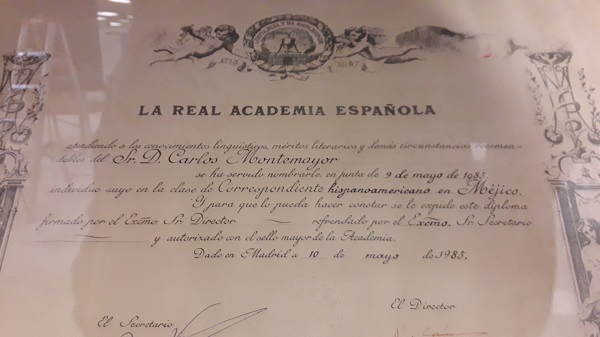 1713
LA REAL ACADEMIA ESPAÑOLA
atendiendo a los conocimientos linguísticos, méritos literarios y demás circunstancias recomen-
dables del Sr. D. Carlos Montemayor
se ha servido nombrarle, en junta de 9 de mayo de 1985,
individuo suyo en la clase de Correspondiente hispanoamericano en Méjico.
Y para que lo pueda hacer constar se le expide este diploma
firmado por el Excmo. Sr. Director refrendado por el Excmo. Sr. Secretario
y autorizado con el sello mayor de la Academia.
Dado en Madrid a 10 de mayo de 1985.
El Director
El Secretario